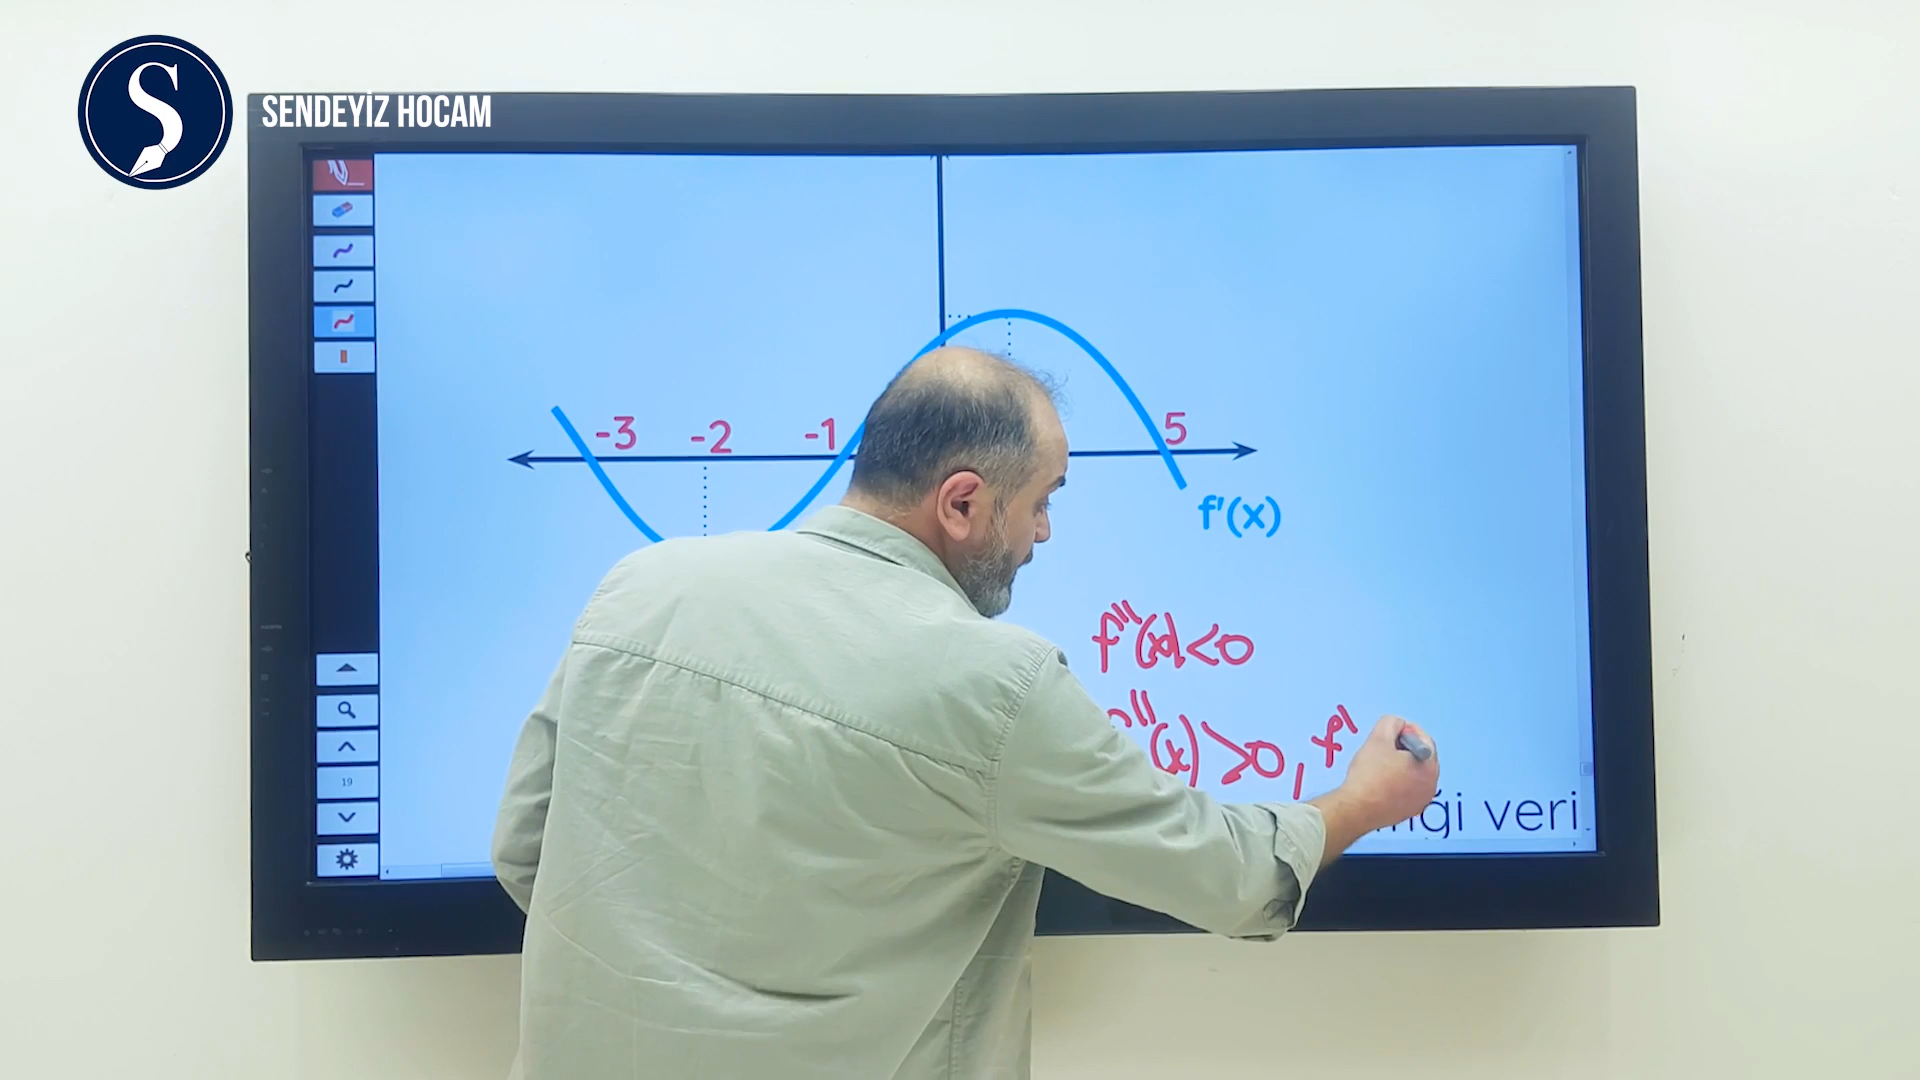 SENDEYİZ HOCAM
-3 -2 -1 5
f'(x)
f''(x)<0
f''(x)>0, f'
ği veri
19